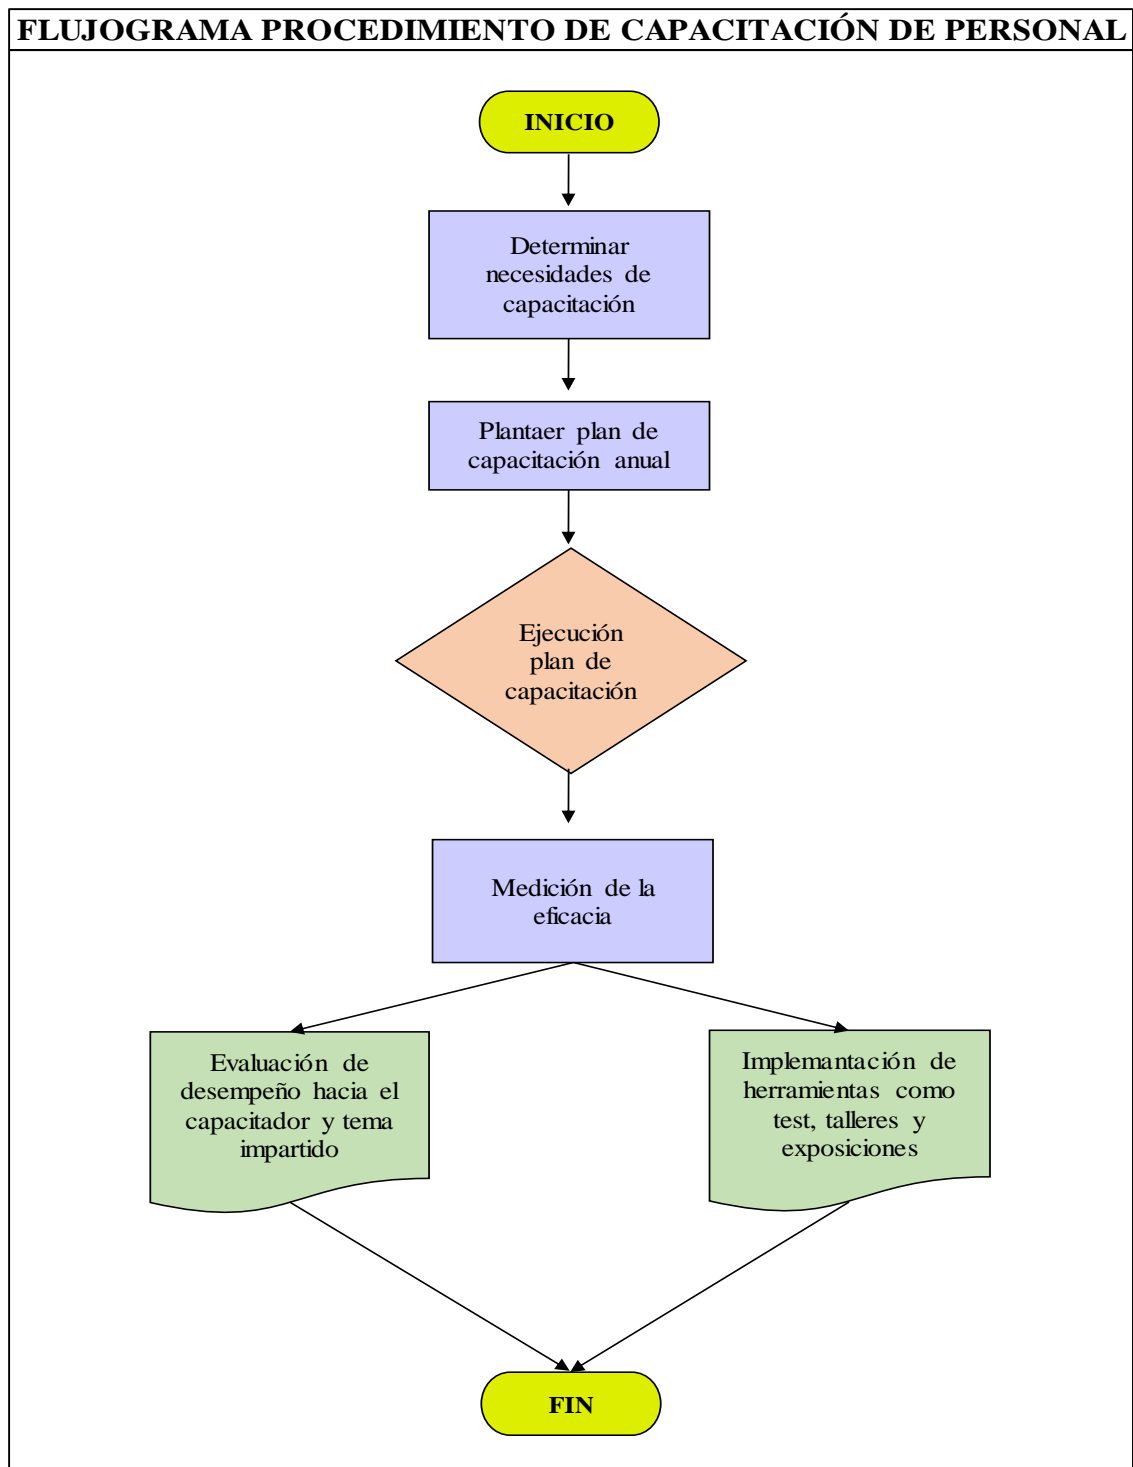 FLUJOGRAMA PROCEDIMIENTO DE CAPACITACIÓN DE PERSONAL
INICIO
Determinar
necesidades de
capacitación
Plantaer plan de
capacitación anual
Ejecución
plan de
capacitación
Medición de la
eficacia
Evaluación de
desempeño hacia el
capacitador y tema
impartido
Implemantación de
herramientas como
test, talleres y
exposiciones
FIN